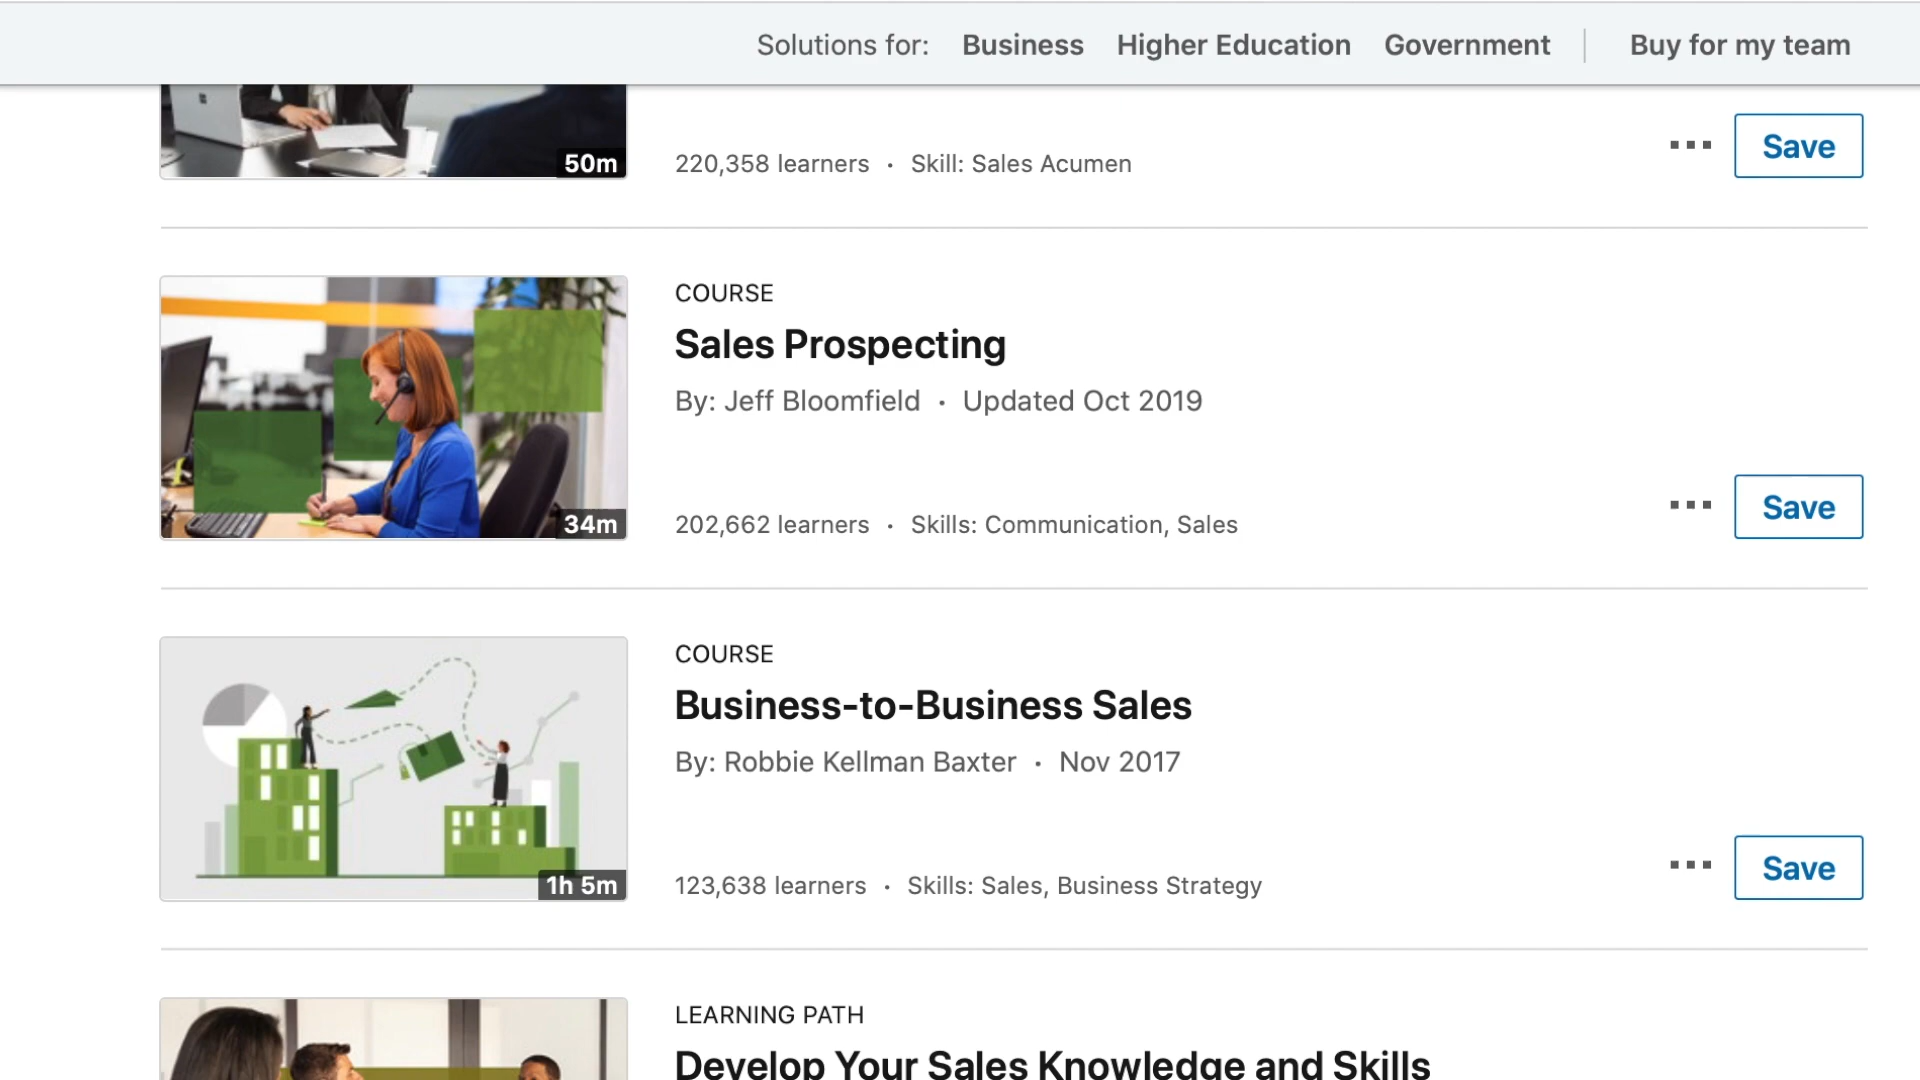 Solutions for: Business Higher Education Government Buy for my team
50m
220,358 learners · Skill: Sales Acumen
... Save
COURSE
Sales Prospecting
By: Jeff Bloomfield · Updated Oct 2019
34m
202,662 learners · Skills: Communication, Sales
... Save
COURSE
Business-to-Business Sales
By: Robbie Kellman Baxter · Nov 2017
1h 5m
123,638 learners · Skills: Sales, Business Strategy
... Save
LEARNING PATH
Develop Your Sales Knowledge and Skills